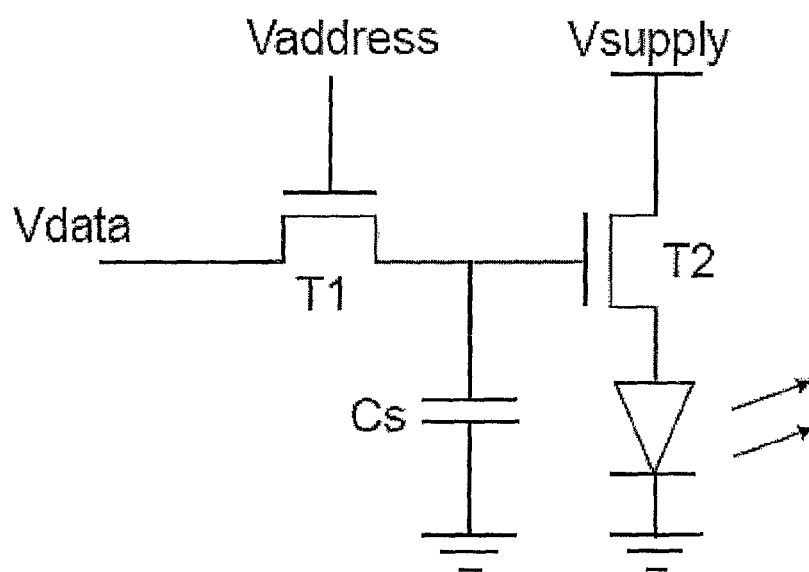 Vaddress
Vsupply
Vdata
T1
T2
Cs